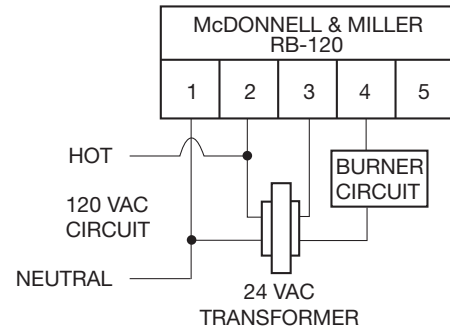 McDONNELL & MILLER
RB-120
1 2 3 4 5
HOT
BURNER
CIRCUIT
120 VAC
CIRCUIT
NEUTRAL
24 VAC
TRANSFORMER